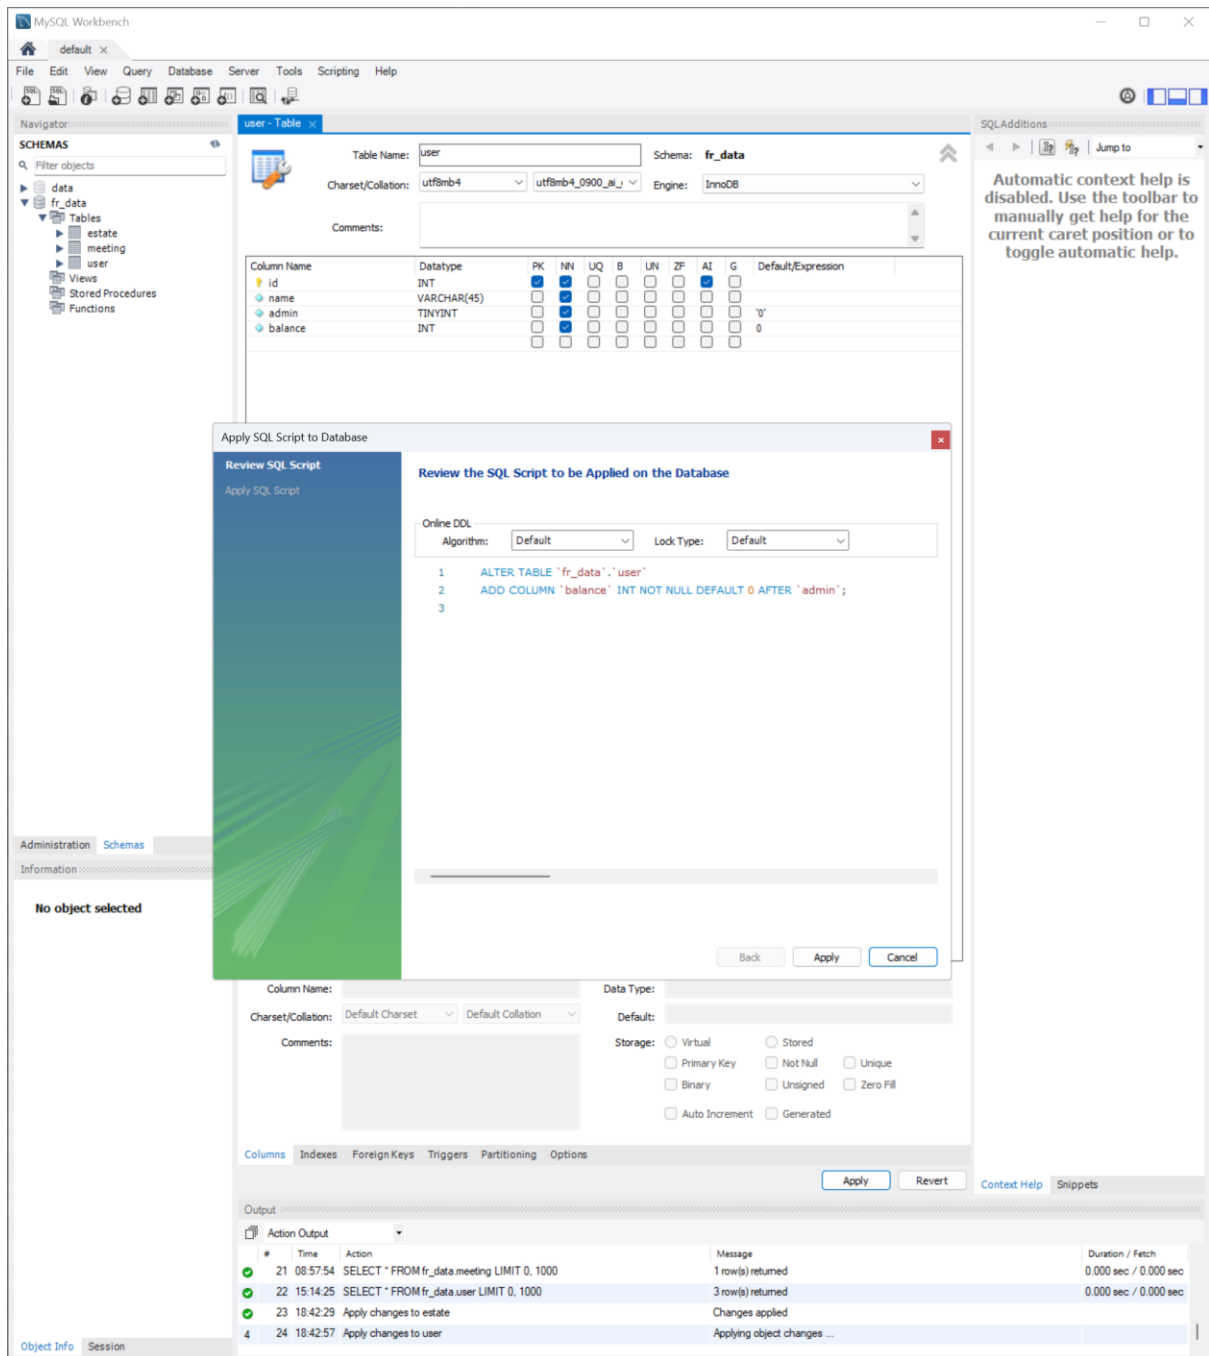 MySQL Workbench
default
File Edit View Query Database Server Tools Scripting Help
Navigator
SCHEMAS
Filter objects
data
fr_data
Tables
estate
meeting
user
Views
Stored Procedures
Functions
Administration Schemas
Information
No object selected
Object Info Session
user - Table
Table Name: user Schema: fr_data
Charset/Collation: utf8mb4 utf8mb4_0900_ai_ Engine: InnoDB
Comments:
Column Name Datatype PK NN UQ B UN ZF AI G Default/Expression
id INT
name VARCHAR(45)
admin TINYINT '0'
balance INT 0
Apply SQL Script to Database
Review SQL Script
Apply SQL Script
Review the SQL Script to be Applied on the Database
Online DDL
Algorithm: Default Lock Type: Default
1 ALTER TABLE `fr_data`.`user`
2 ADD COLUMN `balance` INT NOT NULL DEFAULT 0 AFTER `admin`;
3
Back Apply Cancel
Column Name: Data Type:
Charset/Collation: Default Charset Default Collation Default:
Comments: Storage: Virtual Stored
Primary Key Not Null Unique
Binary Unsigned Zero Fill
Auto Increment Generated
Columns Indexes Foreign Keys Triggers Partitioning Options
Apply Revert
SQLAdditions
Jump to
Automatic context help is
disabled. Use the toolbar to
manually get help for the
current caret position or to
toggle automatic help.
Context Help Snippets
Output
Action Output
# Time Action Message Duration / Fetch
21 08:57:54 SELECT * FROM fr_data.meeting LIMIT 0, 1000 1 row(s) returned 0.000 sec / 0.000 sec
22 15:14:25 SELECT * FROM fr_data.user LIMIT 0, 1000 3 row(s) returned 0.000 sec / 0.000 sec
23 18:42:29 Apply changes to estate Changes applied
4 24 18:42:57 Apply changes to user Applying object changes ...